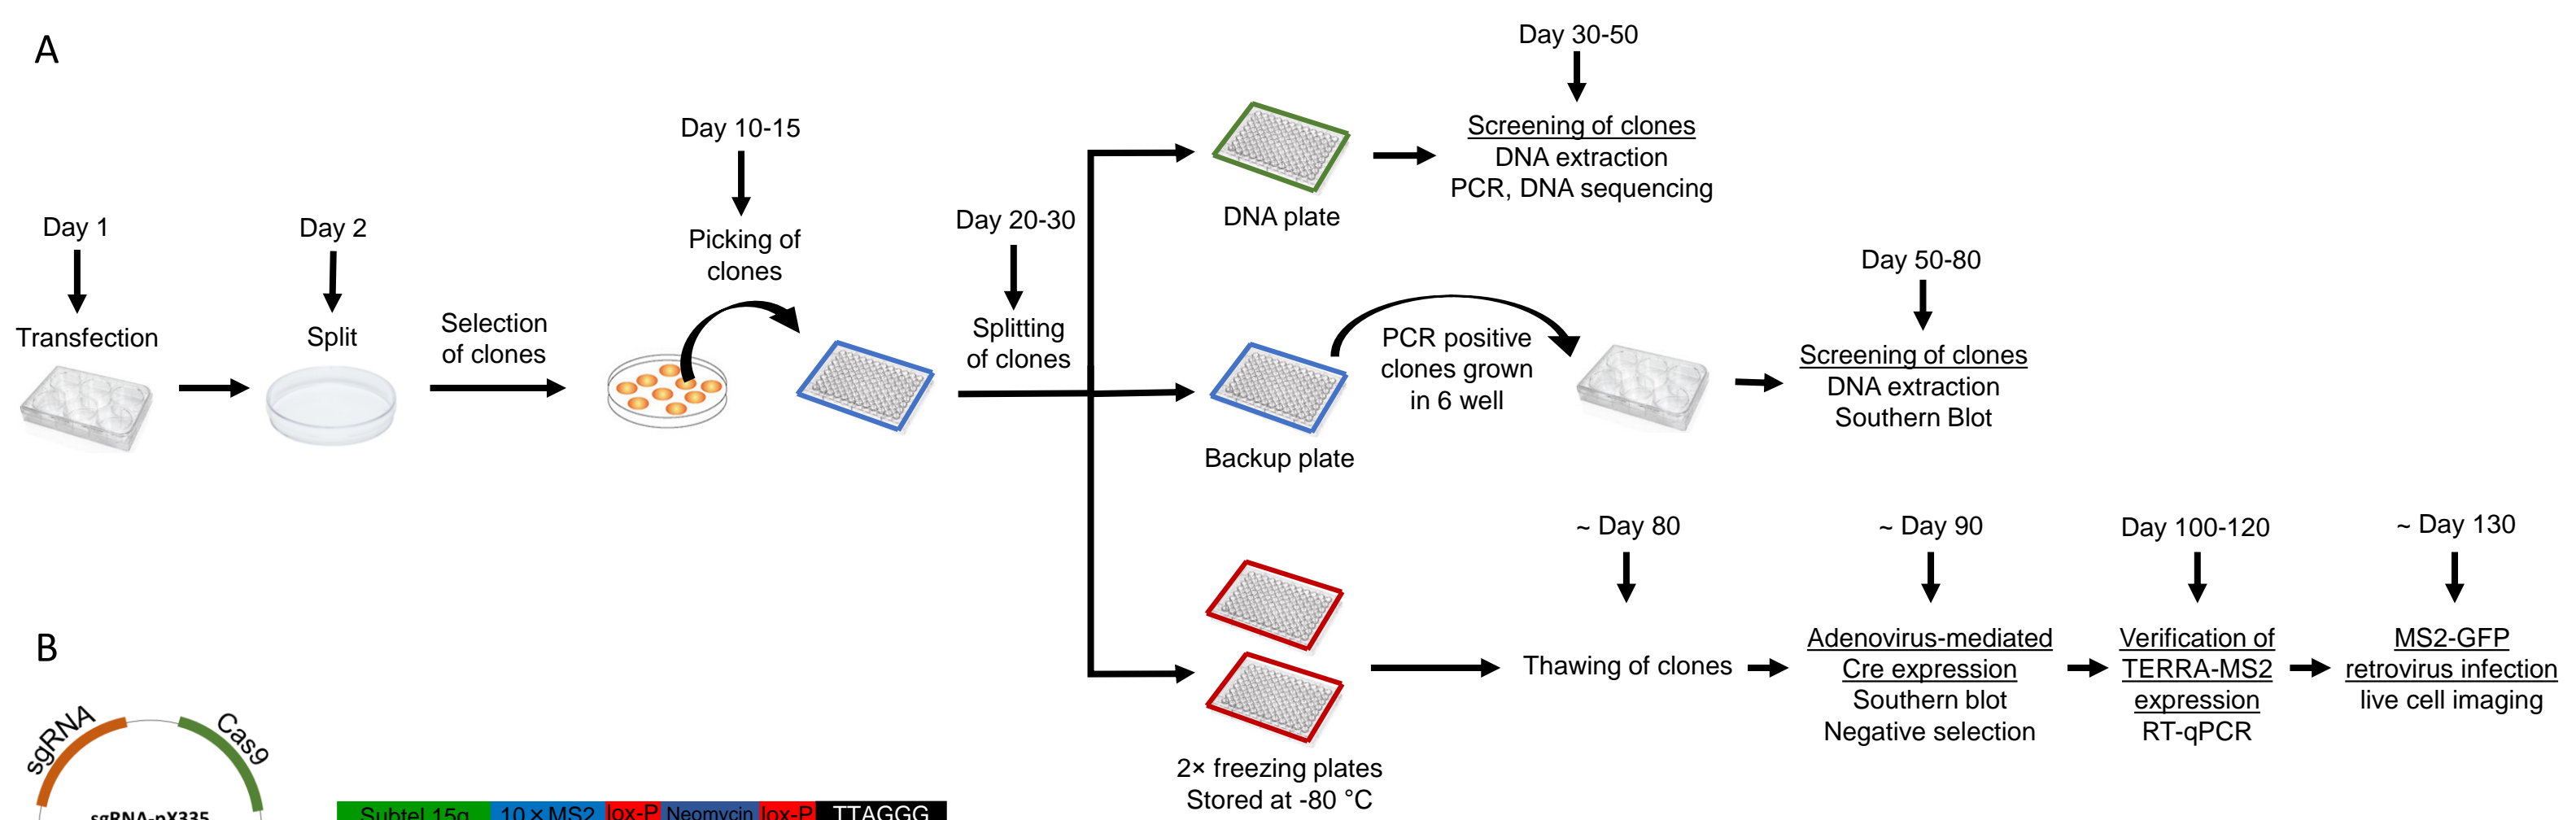 A
Day 1
Transfection
Day 2
Split
Selection
of clones
Day 10-15
Picking of
clones
Day 20-30
Splitting
of clones
DNA plate
Day 30-50
Screening of clones
DNA extraction
PCR, DNA sequencing
Backup plate
PCR positive
clones grown
in 6 well
Day 50-80
Screening of clones
DNA extraction
Southern Blot
2× freezing plates
Stored at -80 °C
~ Day 80
Thawing of clones
~ Day 90
Adenovirus-mediated
Cre expression
Southern blot
Negative selection
Day 100-120
Verification of
TERRA-MS2
expression
RT-qPCR
~ Day 130
MS2-GFP
retrovirus infection
live cell imaging
B
sgRNA
Cas9
sgRNA-pX335
Subtel 15q 10×MS2 lox-P Neomycin lox-P TTAGGG